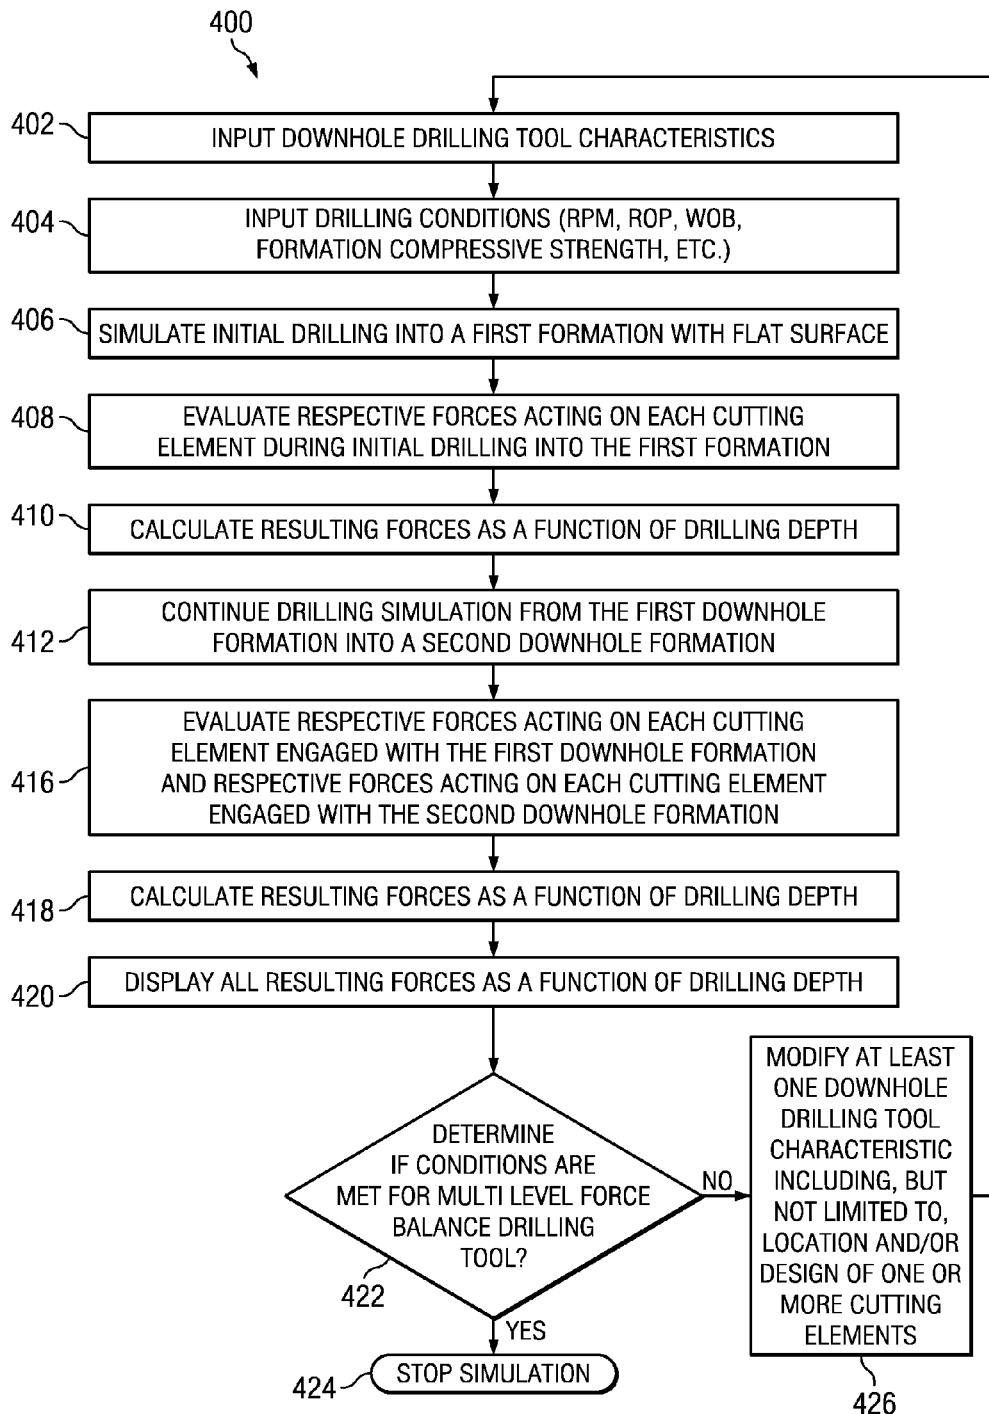 400
402
INPUT DOWNHOLE DRILLING TOOL CHARACTERISTICS
404
INPUT DRILLING CONDITIONS (RPM, ROP, WOB,
FORMATION COMPRESSIVE STRENGTH, ETC.)
406
SIMULATE INITIAL DRILLING INTO A FIRST FORMATION WITH FLAT SURFACE
408
EVALUATE RESPECTIVE FORCES ACTING ON EACH CUTTING
ELEMENT DURING INITIAL DRILLING INTO THE FIRST FORMATION
410
CALCULATE RESULTING FORCES AS A FUNCTION OF DRILLING DEPTH
412
CONTINUE DRILLING SIMULATION FROM THE FIRST DOWNHOLE
FORMATION INTO A SECOND DOWNHOLE FORMATION
416
EVALUATE RESPECTIVE FORCES ACTING ON EACH CUTTING
ELEMENT ENGAGED WITH THE FIRST DOWNHOLE FORMATION
AND RESPECTIVE FORCES ACTING ON EACH CUTTING ELEMENT
ENGAGED WITH THE SECOND DOWNHOLE FORMATION
418
CALCULATE RESULTING FORCES AS A FUNCTION OF DRILLING DEPTH
420
DISPLAY ALL RESULTING FORCES AS A FUNCTION OF DRILLING DEPTH
DETERMINE
IF CONDITIONS ARE
MET FOR MULTI LEVEL FORCE
BALANCE DRILLING
TOOL?
422
NO
MODIFY AT LEAST
ONE DOWNHOLE
DRILLING TOOL
CHARACTERISTIC
INCLUDING, BUT
NOT LIMITED TO,
LOCATION AND/OR
DESIGN OF ONE OR
MORE CUTTING
ELEMENTS
426
YES
424
STOP SIMULATION